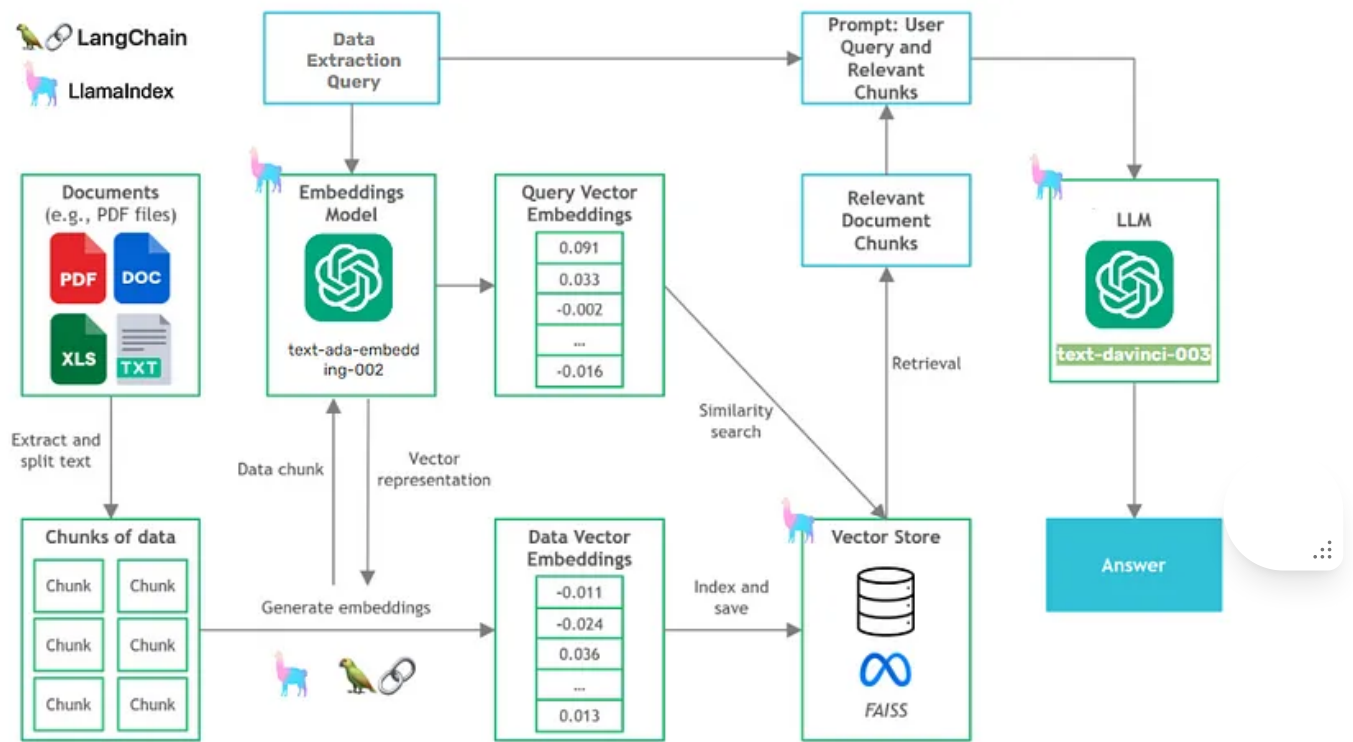 LangChain
LlamaIndex
Data
Extraction
Query
Prompt: User
Query and
Relevant
Chunks
Documents
(e.g., PDF files)
PDF
DOC
XLS
TXT
Embeddings
Model
text-ada-embedd
ing-002
Query Vector
Embeddings
0.091
0.033
-0.002
...
-0.016
Relevant
Document
Chunks
LLM
text-davinci-003
Extract and
split text
Data chunk
Vector
representation
Similarity
search
Retrieval
Chunks of data
Chunk
Chunk
Chunk
Chunk
Chunk
Chunk
Generate embeddings
Data Vector
Embeddings
-0.011
-0.024
0.036
...
0.013
Index and
save
Vector Store
FAISS
Answer